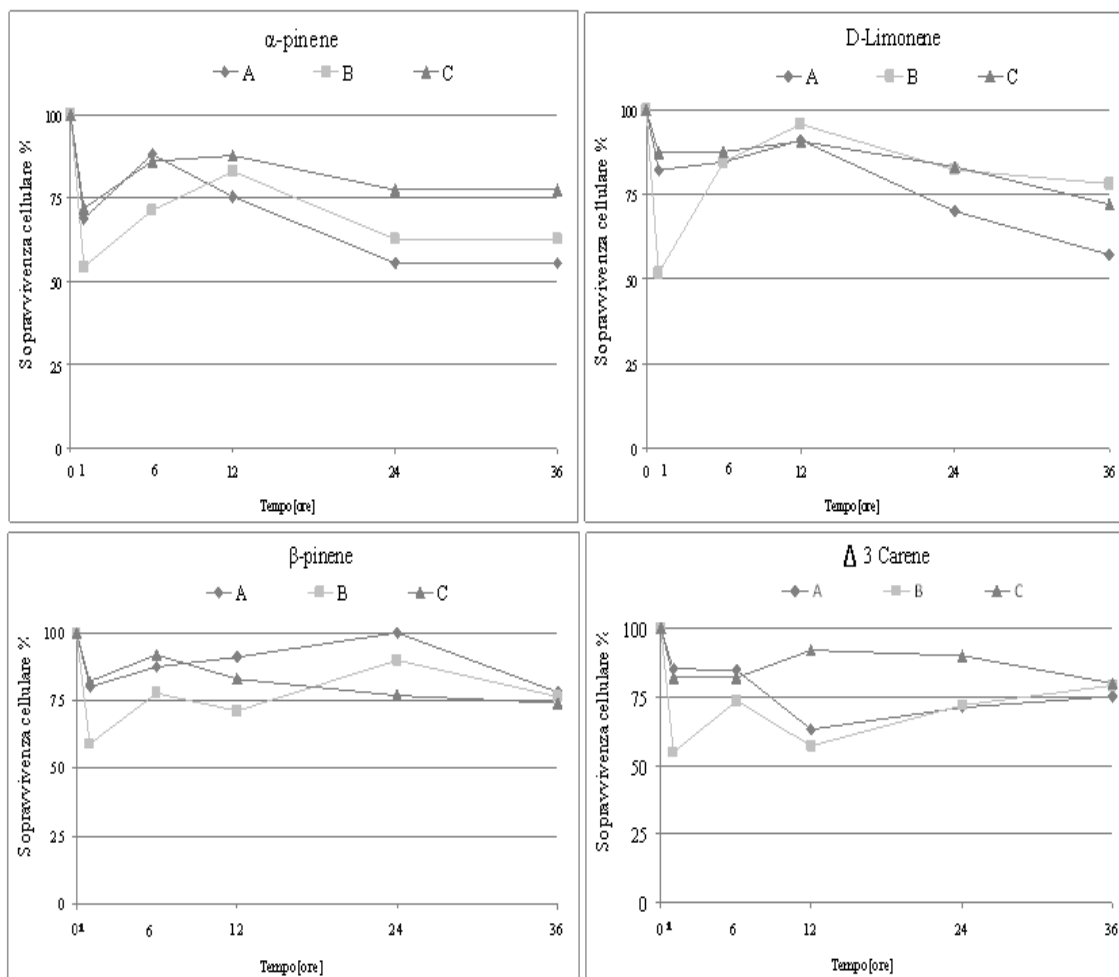 α-pinene
A B C
Sopravvivenza cellulare %
100
75
50
25
0
0 1 6 12 24 36
Tempo[ore]
D-Limonene
A B C
Sopravvivenza cellulare %
100
75
50
25
0
0 1 6 12 24 36
Tempo[ore]
β-pinene
A B C
Sopravvivenza cellulare %
100
75
50
25
0
0 1 6 12 24 36
Tempo[ore]
Δ 3 Carene
A B C
Sopravvivenza cellulare %
100
75
50
25
0
0 1 6 12 24 36
Tempo[ore]